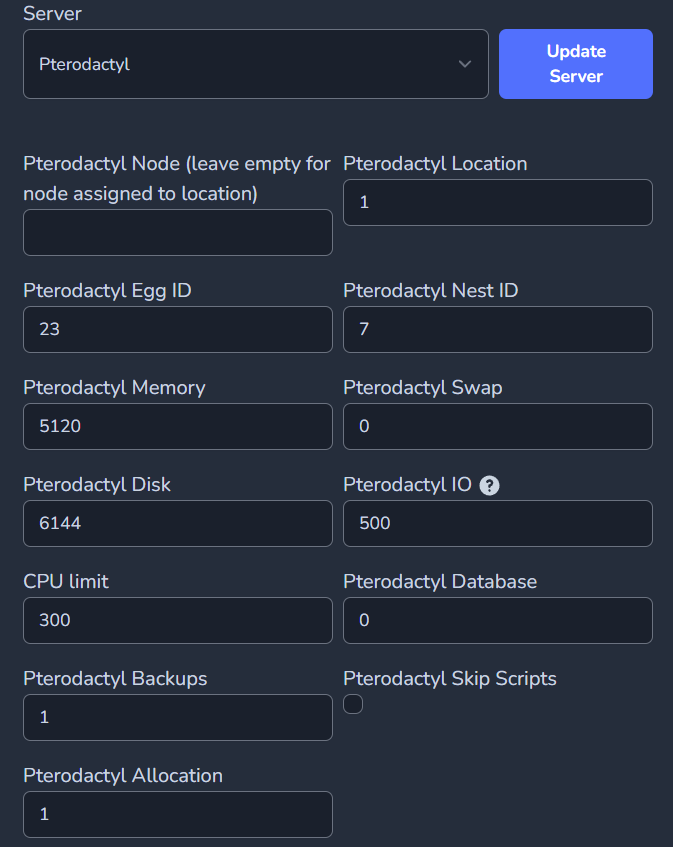 Server
Pterodactyl
Update
Server
Pterodactyl Node (leave empty for
node assigned to location)
Pterodactyl Location
1
Pterodactyl Egg ID
23
Pterodactyl Nest ID
7
Pterodactyl Memory
5120
Pterodactyl Swap
0
Pterodactyl Disk
6144
Pterodactyl IO ?
500
CPU limit
300
Pterodactyl Database
0
Pterodactyl Backups
1
Pterodactyl Skip Scripts
Pterodactyl Allocation
1